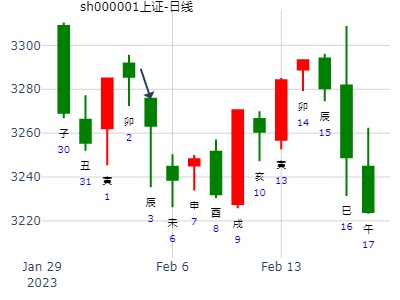 sh000001上证-日线
3300
3280
3260
3240
3220
子
30
丑
31
寅
1
卯
2
辰
3
未
6
申
7
酉
8
戌
9
亥
10
寅
13
卯
14
辰
15
巳
16
午
17
Jan 29
2023
Feb 6
Feb 13